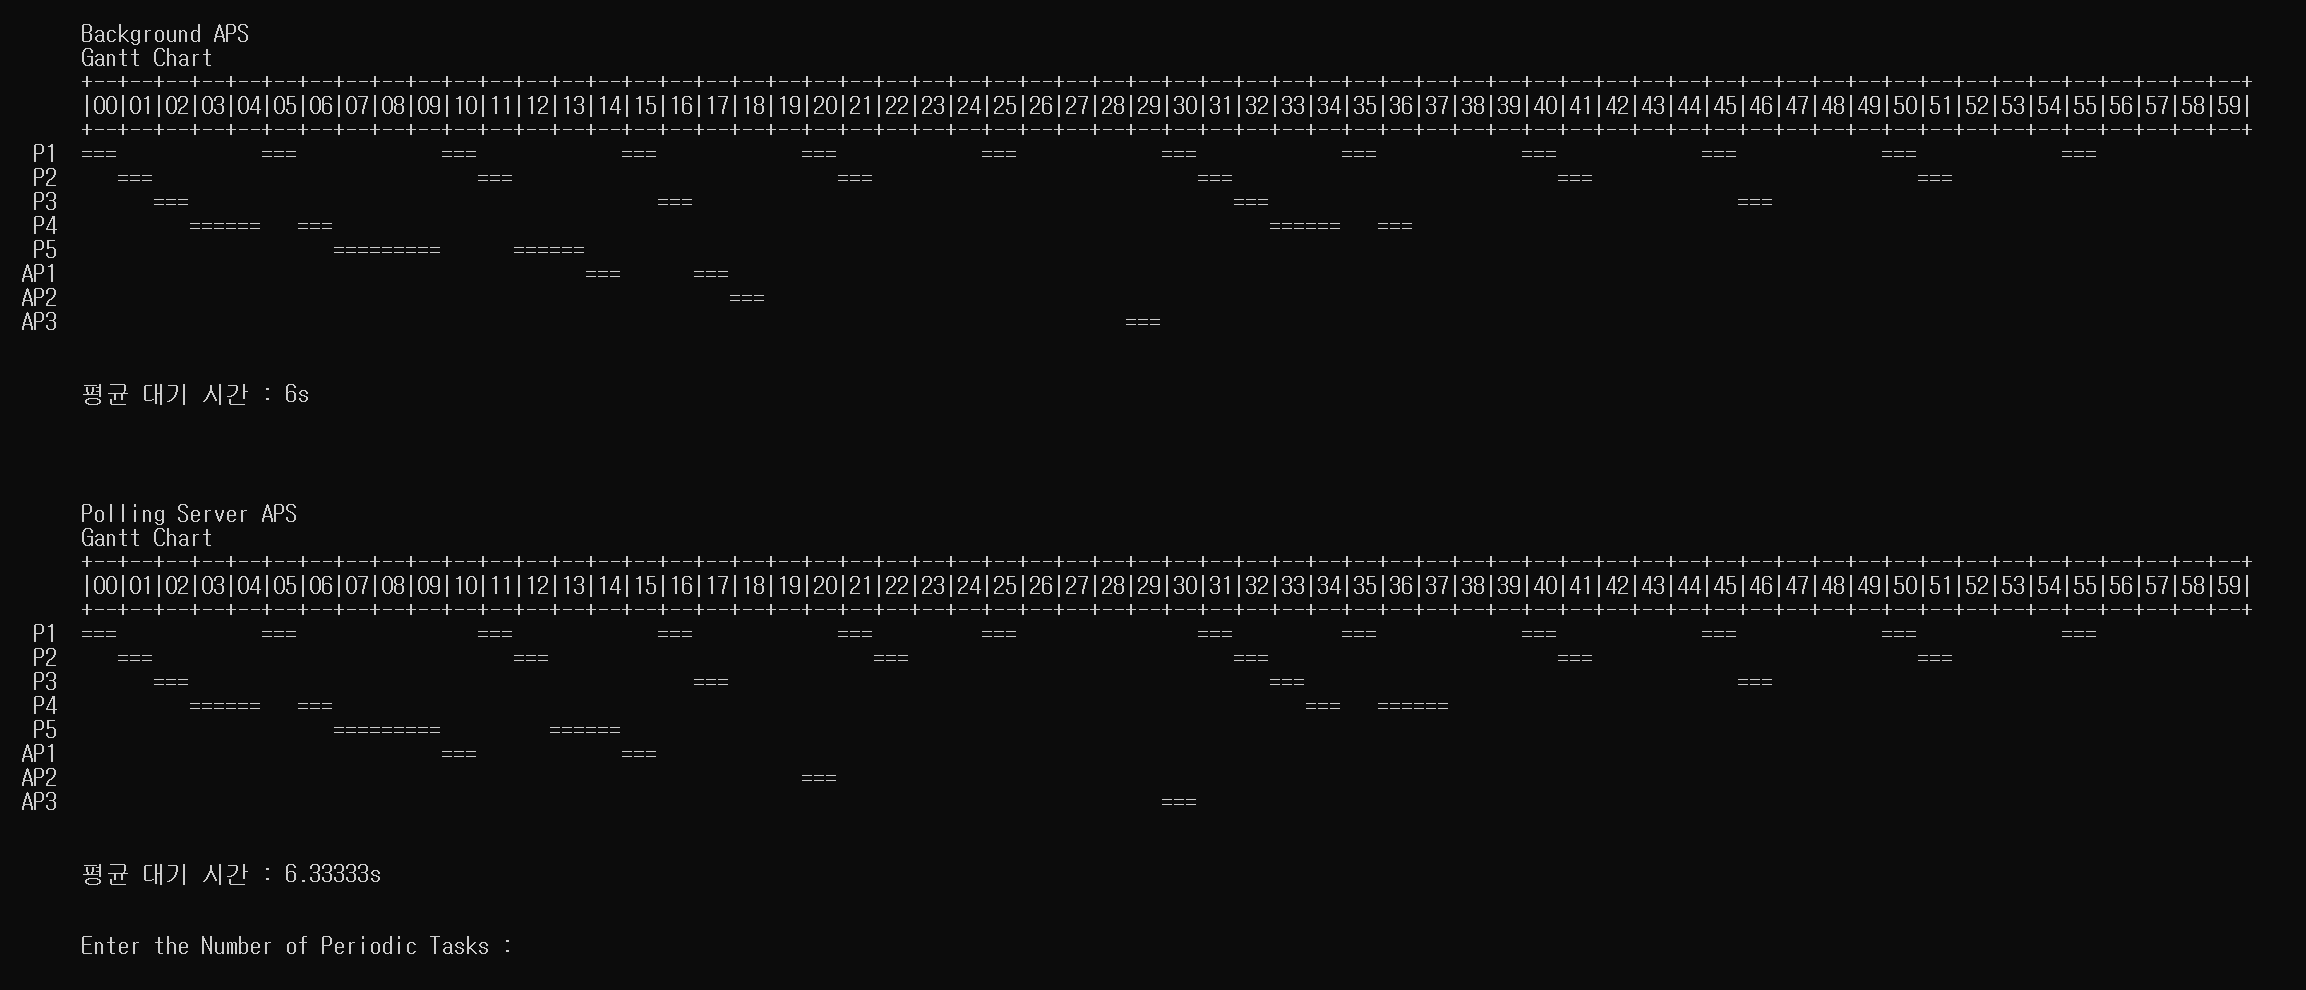 Background APS
Gantt Chart
+--+--+--+--+--+--+--+--+--+--+--+--+--+--+--+--+--+--+--+--+--+--+--+--+--+--+--+--+--+--+--+--+--+--+--+--+--+--+--+--+--+--+--+--+--+--+--+--+--+--+--+--+--+--+--+--+--+--+--+--+
|00|01|02|03|04|05|06|07|08|09|10|11|12|13|14|15|16|17|18|19|20|21|22|23|24|25|26|27|28|29|30|31|32|33|34|35|36|37|38|39|40|41|42|43|44|45|46|47|48|49|50|51|52|53|54|55|56|57|58|59|
+--+--+--+--+--+--+--+--+--+--+--+--+--+--+--+--+--+--+--+--+--+--+--+--+--+--+--+--+--+--+--+--+--+--+--+--+--+--+--+--+--+--+--+--+--+--+--+--+--+--+--+--+--+--+--+--+--+--+--+--+
P1 === === === === === === === === === === === ===
P2 === === === === === ===
P3 === === === ===
P4 ====== === ====== ===
P5 ========= ======
AP1 === ===
AP2 ===
AP3 ===
평균 대기 시간 : 6s
Polling Server APS
Gantt Chart
+--+--+--+--+--+--+--+--+--+--+--+--+--+--+--+--+--+--+--+--+--+--+--+--+--+--+--+--+--+--+--+--+--+--+--+--+--+--+--+--+--+--+--+--+--+--+--+--+--+--+--+--+--+--+--+--+--+--+--+--+
|00|01|02|03|04|05|06|07|08|09|10|11|12|13|14|15|16|17|18|19|20|21|22|23|24|25|26|27|28|29|30|31|32|33|34|35|36|37|38|39|40|41|42|43|44|45|46|47|48|49|50|51|52|53|54|55|56|57|58|59|
+--+--+--+--+--+--+--+--+--+--+--+--+--+--+--+--+--+--+--+--+--+--+--+--+--+--+--+--+--+--+--+--+--+--+--+--+--+--+--+--+--+--+--+--+--+--+--+--+--+--+--+--+--+--+--+--+--+--+--+--+
P1 === === === === === === === === === === === ===
P2 === === === === === ===
P3 === === === ===
P4 ====== === === ======
P5 ========= ======
AP1 === ===
AP2 ===
AP3 ===
평균 대기 시간 : 6.33333s
Enter the Number of Periodic Tasks :